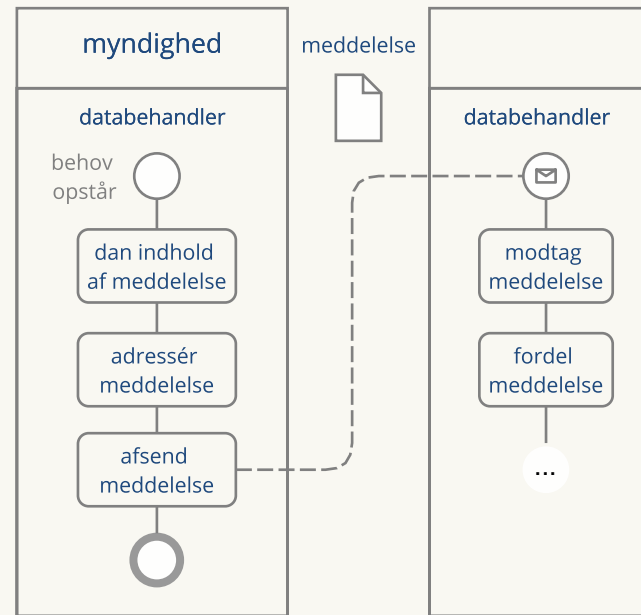 myndighed
databehandler
behov
opstår
dan indhold
af meddelelse
adressér
meddelelse
afsend
meddelelse
meddelelse
databehandler
modtag
meddelelse
fordel
meddelelse
...